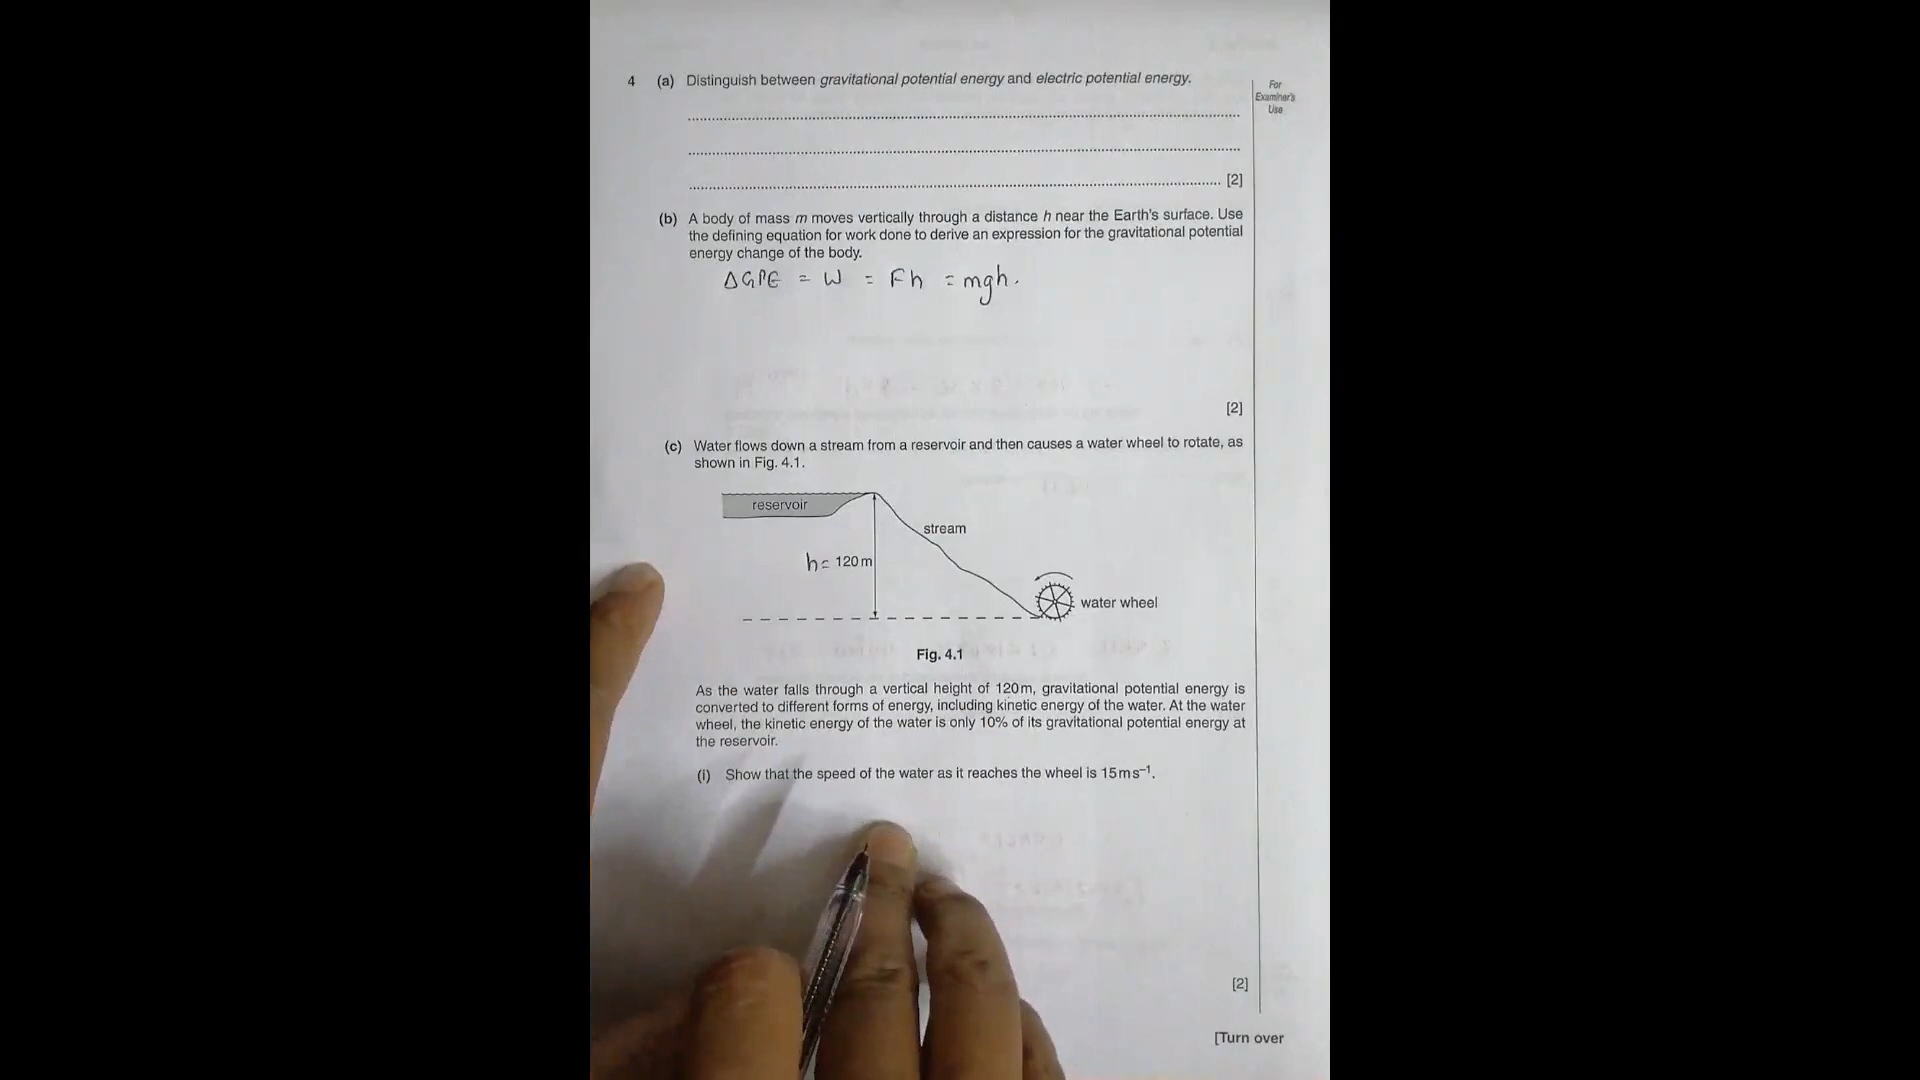 4 (a) Distinguish between gravitational potential energy and electric potential energy.
For
Examiner's
Use
[2]
(b) A body of mass m moves vertically through a distance h near the Earth's surface. Use
the defining equation for work done to derive an expression for the gravitational potential
energy change of the body.
ΔGPE = W = Fh = mgh.
[2]
(c) Water flows down a stream from a reservoir and then causes a water wheel to rotate, as
shown in Fig. 4.1.
reservoir
stream
h= 120 m
water wheel
Fig. 4.1
As the water falls through a vertical height of 120 m, gravitational potential energy is
converted to different forms of energy, including kinetic energy of the water. At the water
wheel, the kinetic energy of the water is only 10% of its gravitational potential energy at
the reservoir.
(i) Show that the speed of the water as it reaches the wheel is 15 m s⁻¹.
[2]
[Turn over